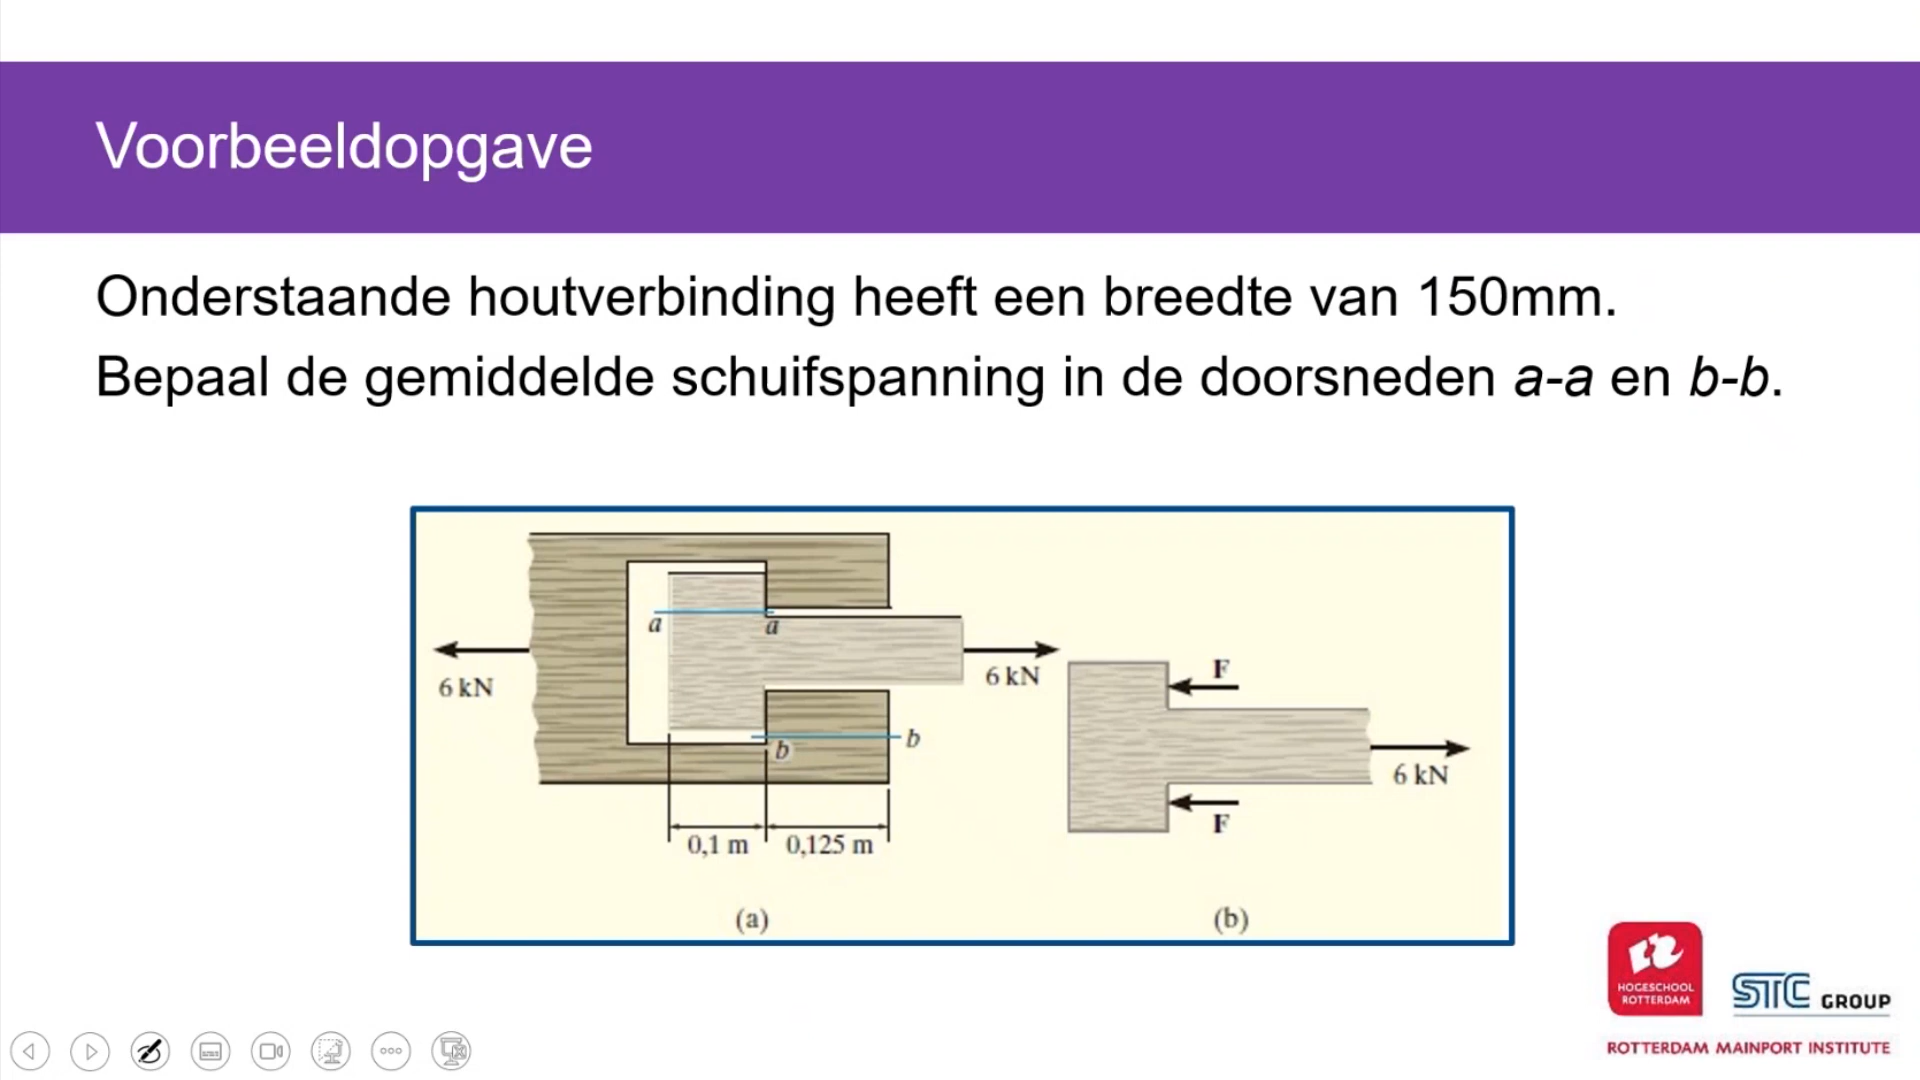 Voorbeeldopgave
Onderstaande houtverbinding heeft een breedte van 150mm.
Bepaal de gemiddelde schuifspanning in de doorsneden a-a en b-b.
a
a
6 kN
6 kN
b
b
0,1 m
0,125 m
(a)
F
6 kN
F
(b)
HOGESCHOOL
ROTTERDAM
STC GROUP
ROTTERDAM MAINPORT INSTITUTE